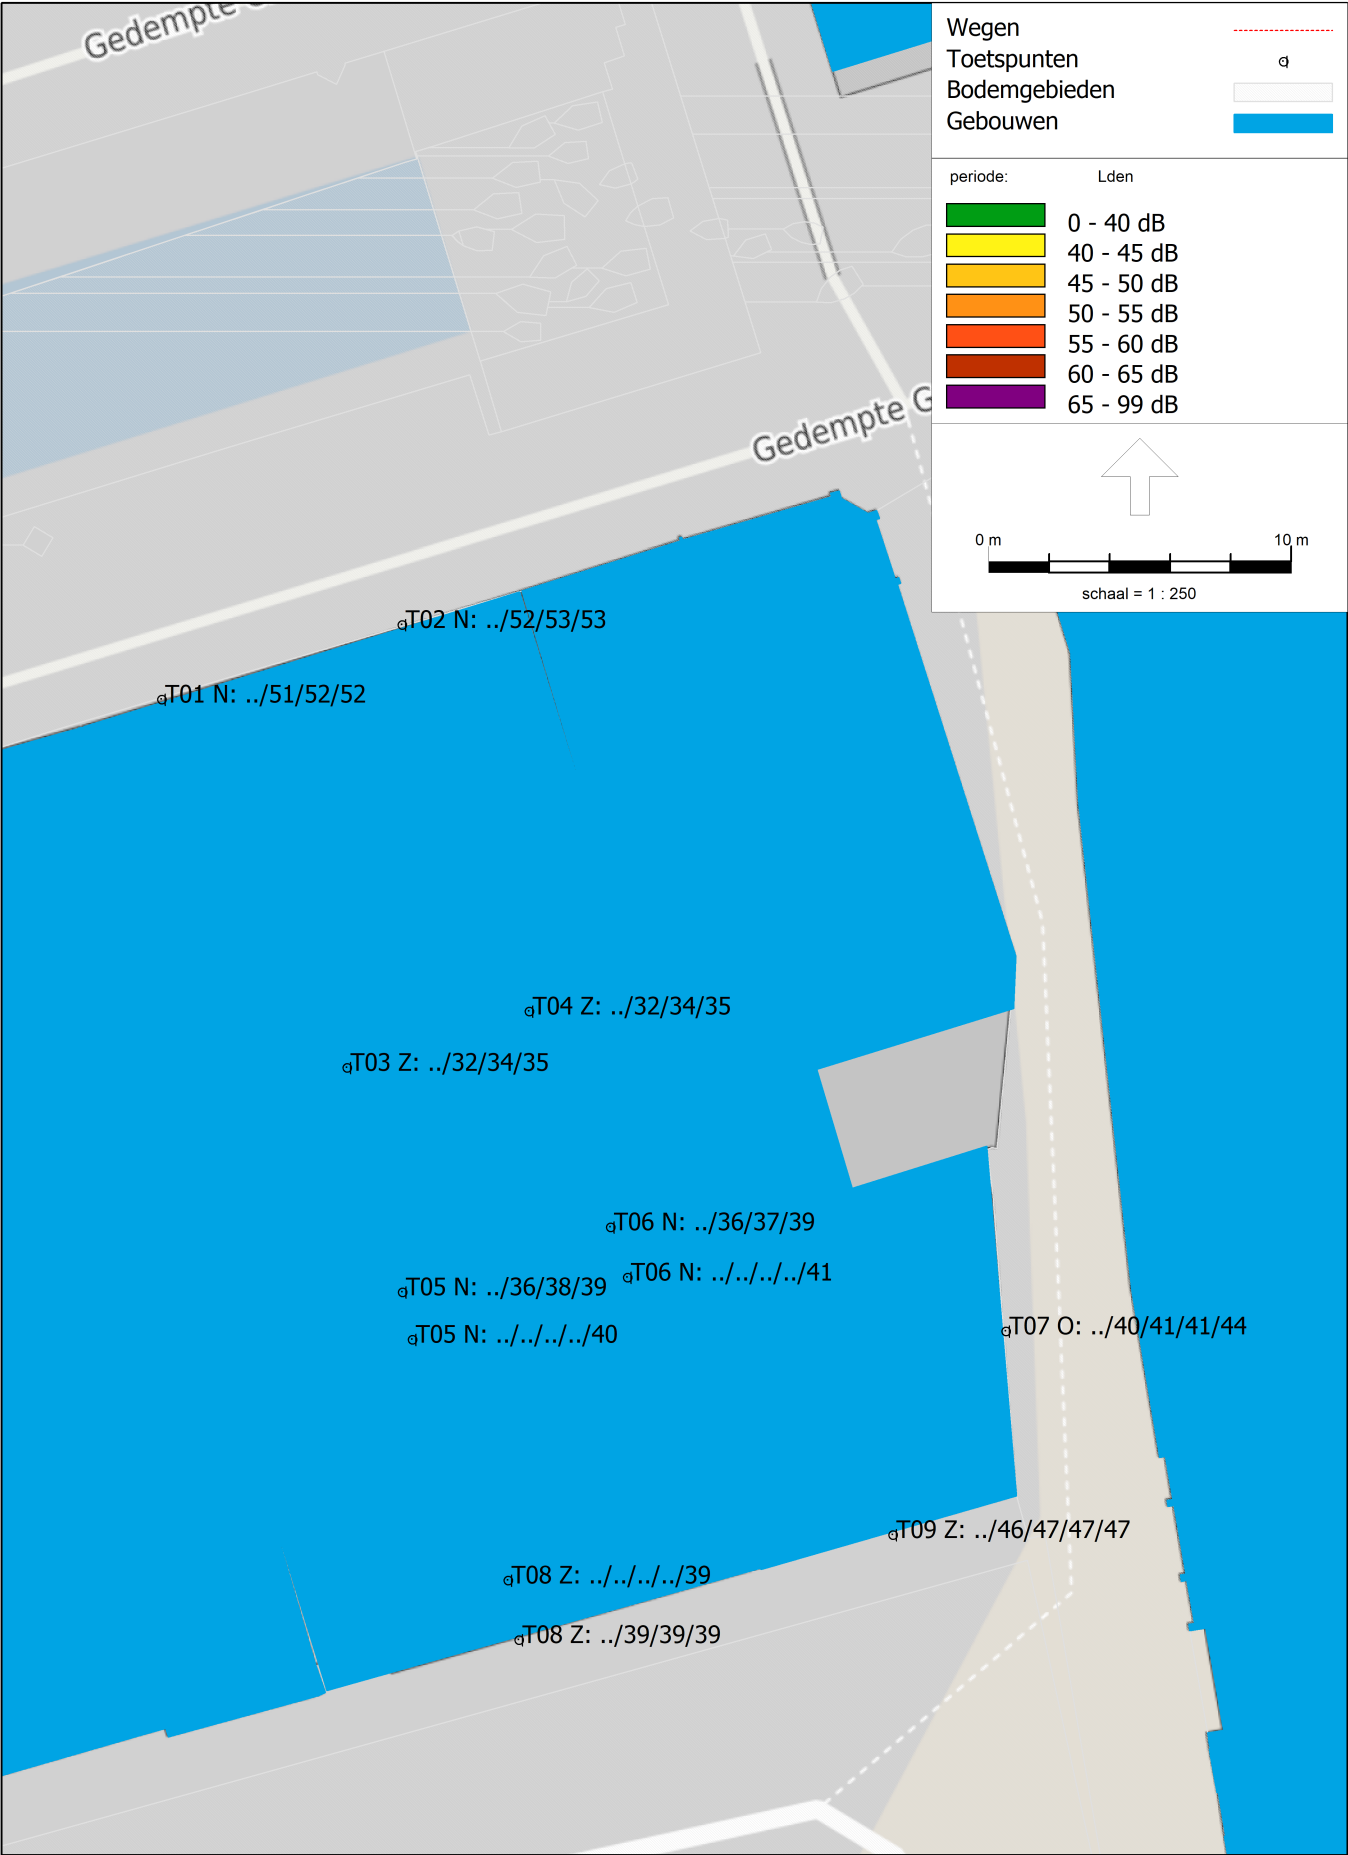 Gedempte
Wegen
Toetspunten
Bodemgebieden
Gebouwen
periode: Lden
0 - 40 dB
40 - 45 dB
45 - 50 dB
50 - 55 dB
55 - 60 dB
60 - 65 dB
65 - 99 dB
Gedempte G
0 m 10 m
schaal = 1 : 250
T02 N: ../52/53/53
T01 N: ../51/52/52
T04 Z: ../32/34/35
T03 Z: ../32/34/35
T06 N: ../36/37/39
T06 N: ../../../../41
T05 N: ../36/38/39
T07 O: ../40/41/41/44
T05 N: ../../../../40
T09 Z: ../46/47/47/47
T08 Z: ../../../../39
T08 Z: ../39/39/39